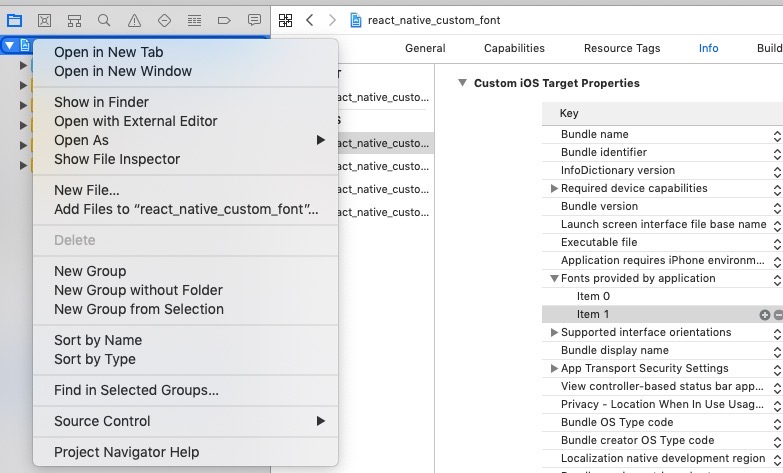 react_native_custom_font
General
Capabilities
Resource Tags
Info
Custom iOS Target Properties
Open in New Tab
Open in New Window
Show in Finder
Open with External Editor
Open As
Show File Inspector
New File...
Add Files to “react_native_custom_font”...
Delete
New Group
New Group without Folder
New Group from Selection
Sort by Name
Sort by Type
Find in Selected Groups...
Source Control
Project Navigator Help
Key
Bundle name
Bundle identifier
InfoDictionary version
Required device capabilities
Bundle version
Launch screen interface file base name
Executable file
Application requires iPhone environm...
Fonts provided by application
Item 0
Item 1
Supported interface orientations
Bundle display name
App Transport Security Settings
View controller-based status bar app...
Privacy - Location When In Use Usag...
Bundle OS Type code
Bundle creator OS Type code
Localization native development region